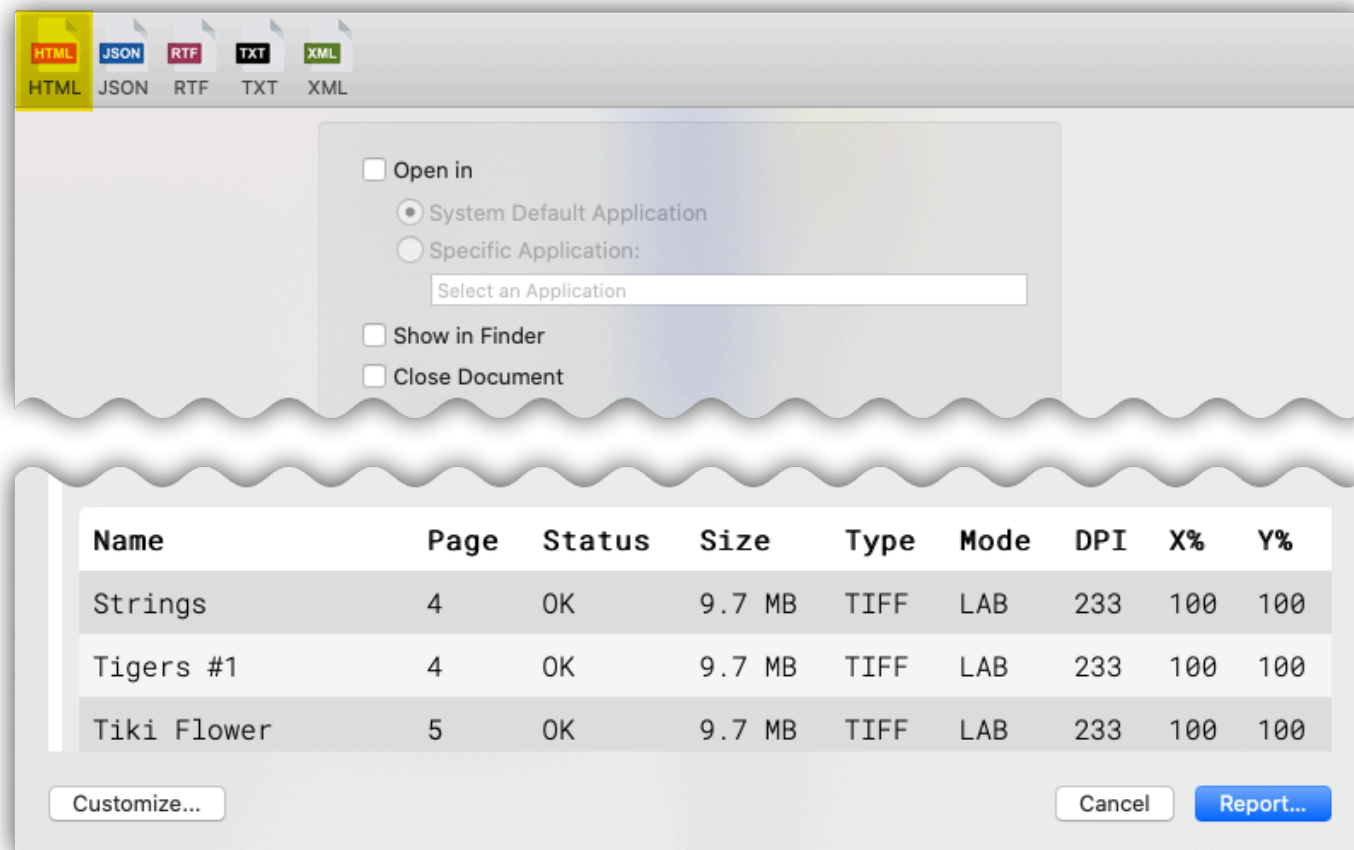 HTML JSON RTF TXT XML
HTML JSON RTF TXT XML
Open in
System Default Application
Specific Application:
Select an Application
Show in Finder
Close Document
Name Page Status Size Type Mode DPI X% Y%
Strings 4 OK 9.7 MB TIFF LAB 233 100 100
Tigers #1 4 OK 9.7 MB TIFF LAB 233 100 100
Tiki Flower 5 OK 9.7 MB TIFF LAB 233 100 100
Customize... Cancel Report...